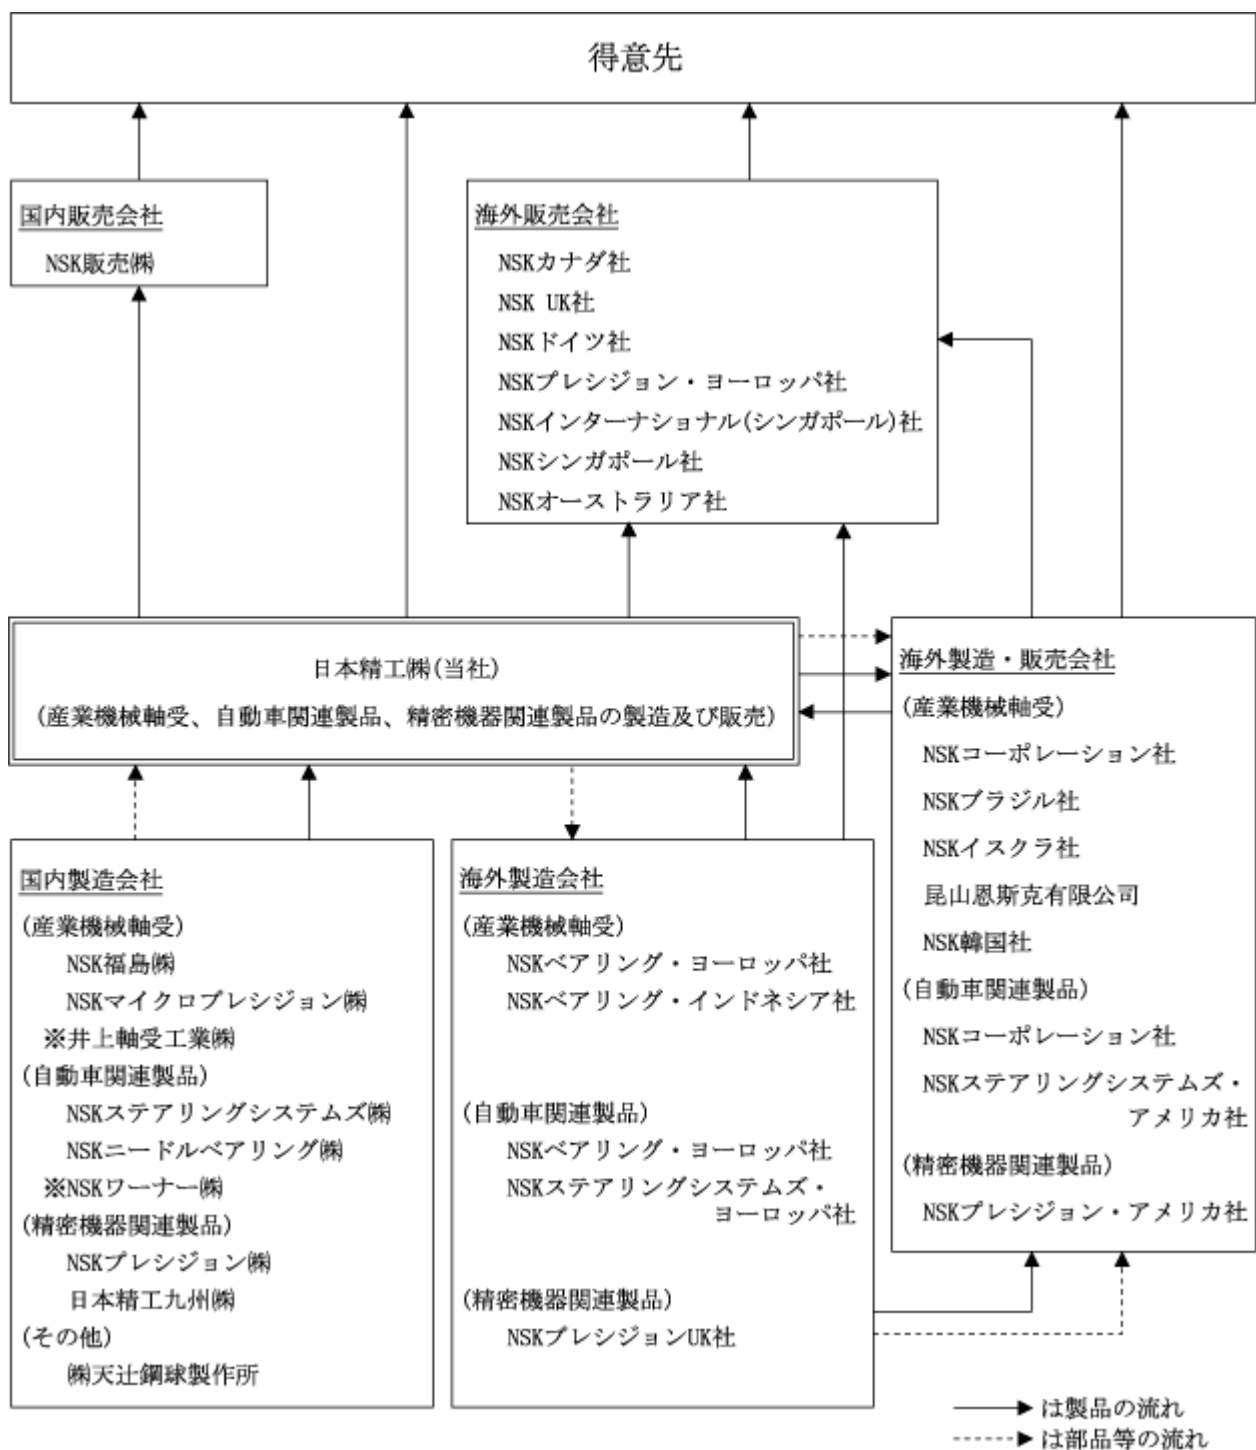 得意先
国内販売会社
NSK販売㈱
海外販売会社
NSKカナダ社
NSK UK社
NSKドイツ社
NSKプレシジョン・ヨーロッパ社
NSKインターナショナル(シンガポール)社
NSKシンガポール社
NSKオーストラリア社
日本精工㈱(当社)
(産業機械軸受、自動車関連製品、精密機器関連製品の製造及び販売)
海外製造・販売会社
(産業機械軸受)
NSKコーポレーション社
NSKブラジル社
NSKイスクラ社
昆山恩斯克有限公司
NSK韓国社
(自動車関連製品)
NSKコーポレーション社
NSKステアリングシステムズ・
アメリカ社
(精密機器関連製品)
NSKプレシジョン・アメリカ社
国内製造会社
(産業機械軸受)
NSK福島㈱
NSKマイクロプレシジョン㈱
※井上軸受工業㈱
(自動車関連製品)
NSKステアリングシステムズ㈱
NSKニードルベアリング㈱
※NSKワーナー㈱
(精密機器関連製品)
NSKプレシジョン㈱
日本精工九州㈱
(その他)
㈱天辻鋼球製作所
海外製造会社
(産業機械軸受)
NSKベアリング・ヨーロッパ社
NSKベアリング・インドネシア社
(自動車関連製品)
NSKベアリング・ヨーロッパ社
NSKステアリングシステムズ・
ヨーロッパ社
(精密機器関連製品)
NSKプレシジョンUK社
は製品の流れ
は部品等の流れ